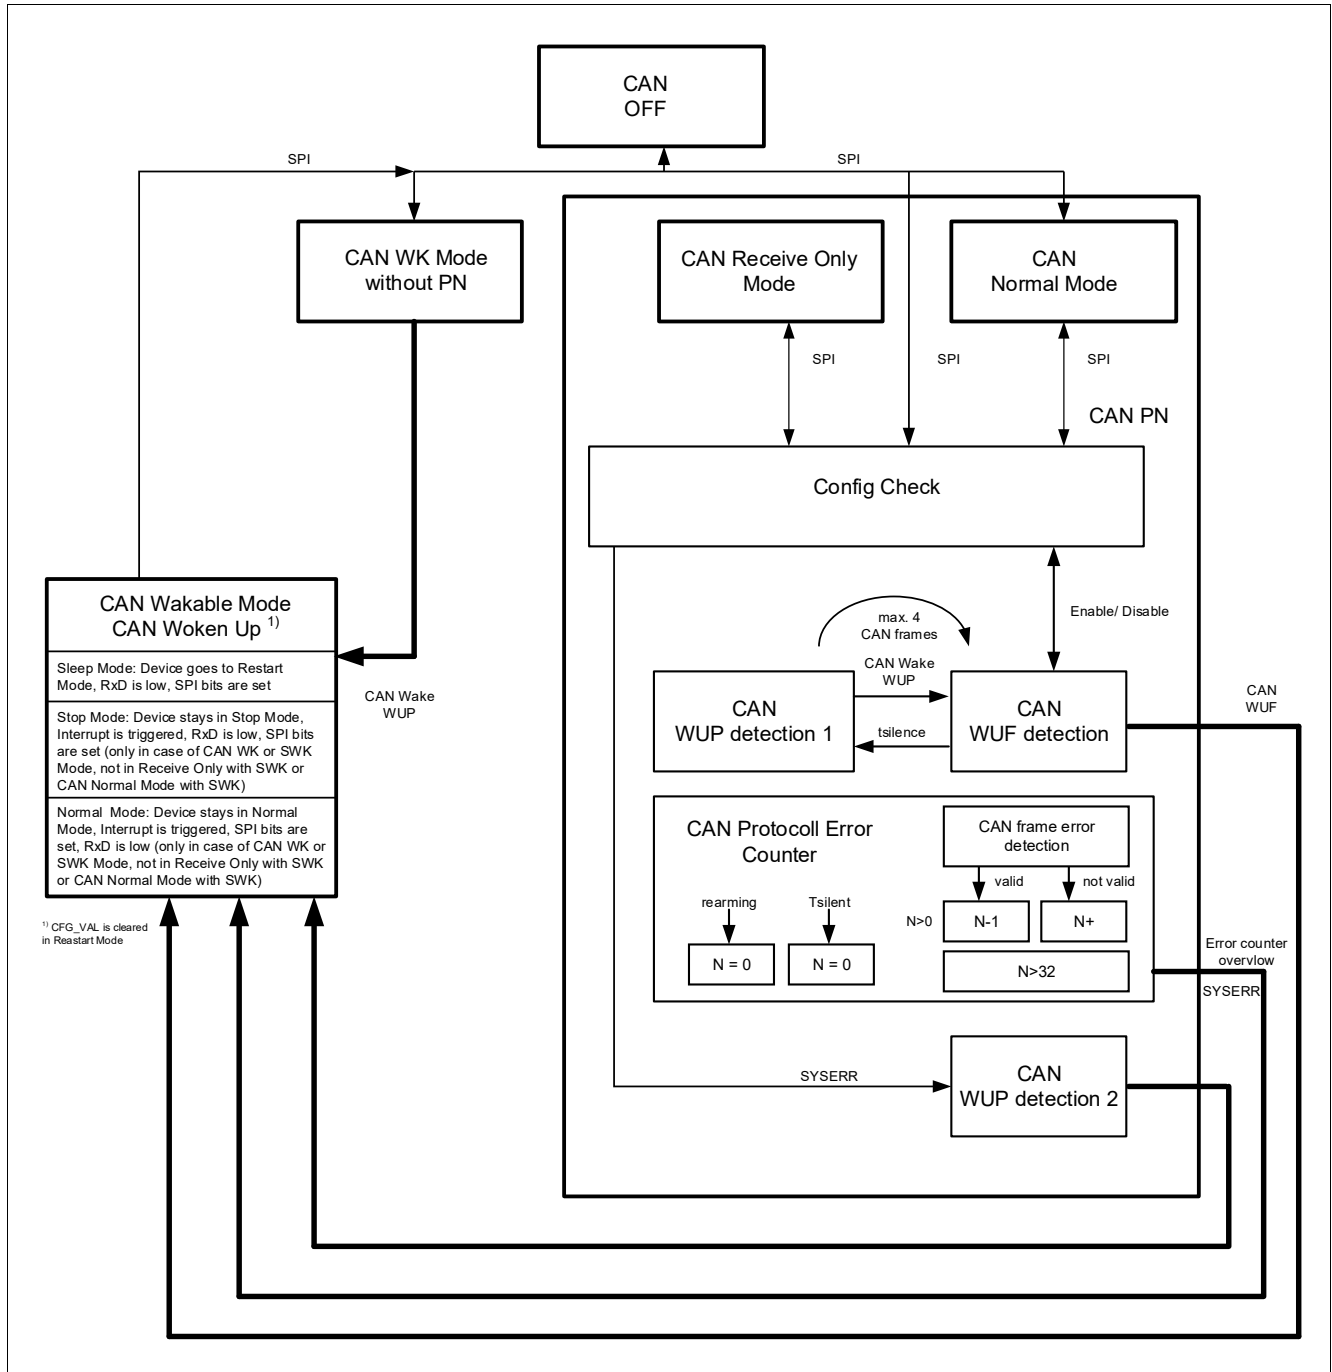 CAN
OFF
SPI
SPI
CAN WK Mode
without PN
CAN Receive Only
Mode
CAN
Normal Mode
SPI
SPI
SPI
CAN PN
Config Check
CAN Wakable Mode
CAN Woken Up 1)
Sleep Mode: Device goes to Restart
Mode, RxD is low, SPI bits are set
Stop Mode: Device stays in Stop Mode,
Interrupt is triggered, RxD is low, SPI bits
are set (only in case of CAN WK or SWK
Mode, not in Receive Only with SWK or
CAN Normal Mode with SWK)
Normal Mode: Device stays in Normal
Mode, Interrupt is triggered, SPI bits are
set, RxD is low (only in case of CAN WK or
SWK Mode, not in Receive Only with SWK
or CAN Normal Mode with SWK)
1) CFG_VAL is cleared
in Reastart Mode
CAN Wake
WUP
max. 4
CAN frames
Enable/ Disable
CAN Wake
WUP
CAN
WUP detection 1
tsilence
CAN
WUF detection
CAN
WUF
CAN Protocoll Error
Counter
CAN frame error
detection
valid
not valid
rearming
Tsilent
N>0
N-1
N+
N = 0
N = 0
N>32
Error counter
overvlow
SYSERR
SYSERR
CAN
WUP detection 2